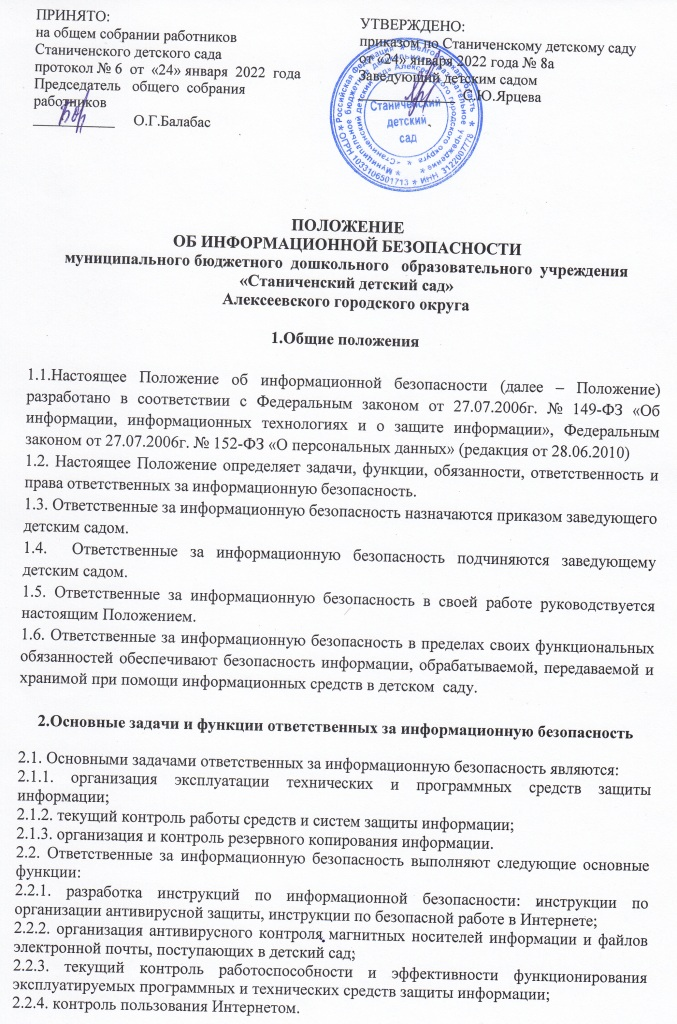 ПРИНЯТО:
на общем собрании работников
Станиченского детского сада
протокол № 6 от «24» января 2022 года
Председатель общего собрания
работников
О.Г.Балабас
УТВЕРЖДЕНО:
приказом по Станиченскому детскому саду
от «24» января 2022 года № 8а
Заведующий детским садом
С.Ю.Ярцева
Станиченский
детский
сад
ОГРН 1033106501713 * ИНН 3122007778
ПОЛОЖЕНИЕ
ОБ ИНФОРМАЦИОННОЙ БЕЗОПАСНОСТИ
муниципального бюджетного дошкольного образовательного учреждения
«Станиченский детский сад»
Алексеевского городского округа
1.Общие положения
1.1.Настоящее Положение об информационной безопасности (далее – Положение)
разработано в соответствии с Федеральным законом от 27.07.2006г. № 149-ФЗ «Об
информации, информационных технологиях и о защите информации», Федеральным
законом от 27.07.2006г. № 152-ФЗ «О персональных данных» (редакция от 28.06.2010)
1.2. Настоящее Положение определяет задачи, функции, обязанности, ответственность и
права ответственных за информационную безопасность.
1.3. Ответственные за информационную безопасность назначаются приказом заведующего
детским садом.
1.4. Ответственные за информационную безопасность подчиняются заведующему
детским садом.
1.5. Ответственные за информационную безопасность в своей работе руководствуется
настоящим Положением.
1.6. Ответственные за информационную безопасность в пределах своих функциональных
обязанностей обеспечивают безопасность информации, обрабатываемой, передаваемой и
хранимой при помощи информационных средств в детском саду.
2.Основные задачи и функции ответственных за информационную безопасность
2.1. Основными задачами ответственных за информационную безопасность являются:
2.1.1. организация эксплуатации технических и программных средств защиты
информации;
2.1.2. текущий контроль работы средств и систем защиты информации;
2.1.3. организация и контроль резервного копирования информации.
2.2. Ответственные за информационную безопасность выполняют следующие основные
функции:
2.2.1. разработка инструкций по информационной безопасности: инструкции по
организации антивирусной защиты, инструкции по безопасной работе в Интернете;
2.2.2. организация антивирусного контроля магнитных носителей информации и файлов
электронной почты, поступающих в детский сад;
2.2.3. текущий контроль работоспособности и эффективности функционирования
эксплуатируемых программных и технических средств защиты информации;
2.2.4. контроль пользования Интернетом.